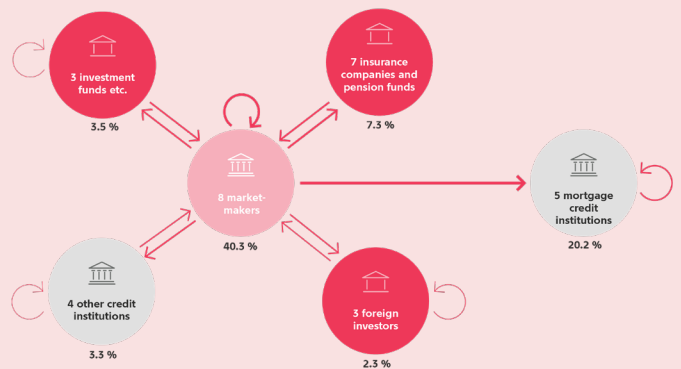 3 investment
funds etc.
3.5 %
7 insurance
companies and
pension funds
7.3 %
8 market-
makers
40.3 %
5 mortgage
credit
institutions
20.2 %
4 other credit
institutions
3.3 %
3 foreign
investors
2.3 %